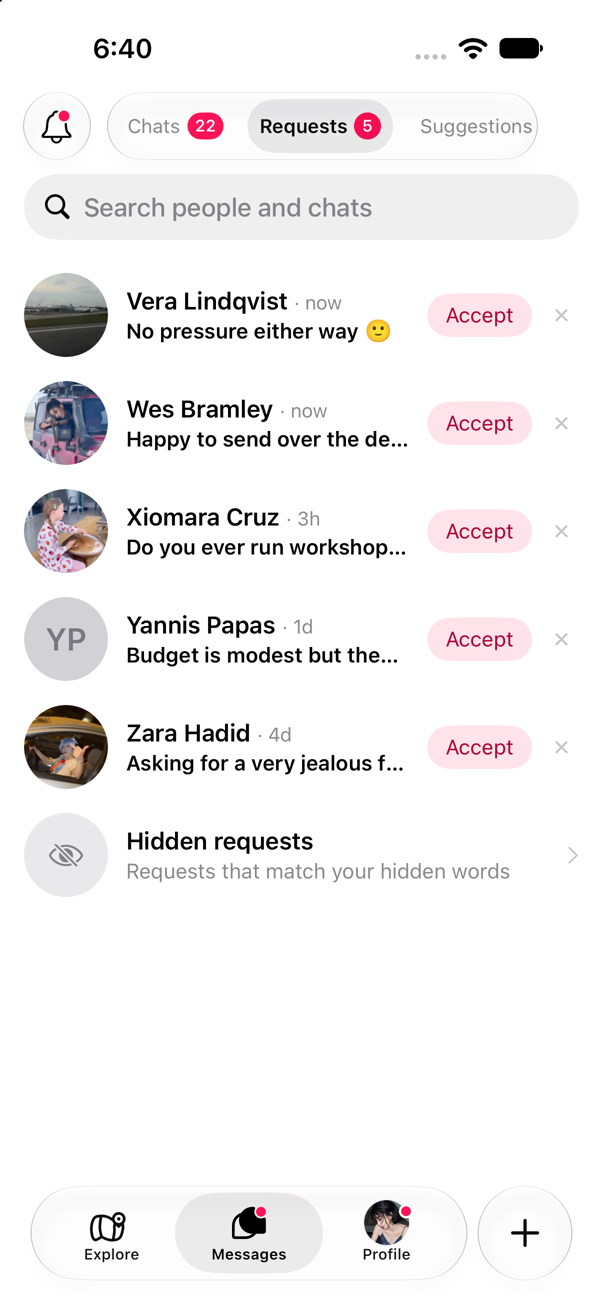 6:40
Chats 22 Requests 5 Suggestions
Search people and chats
Vera Lindqvist · now
No pressure either way 🙂
Accept
Wes Bramley · now
Happy to send over the de...
Accept
Xiomara Cruz · 3h
Do you ever run workshop...
Accept
YP
Yannis Papas · 1d
Budget is modest but the...
Accept
Zara Hadid · 4d
Asking for a very jealous f...
Accept
Hidden requests
Requests that match your hidden words
Explore Messages Profile